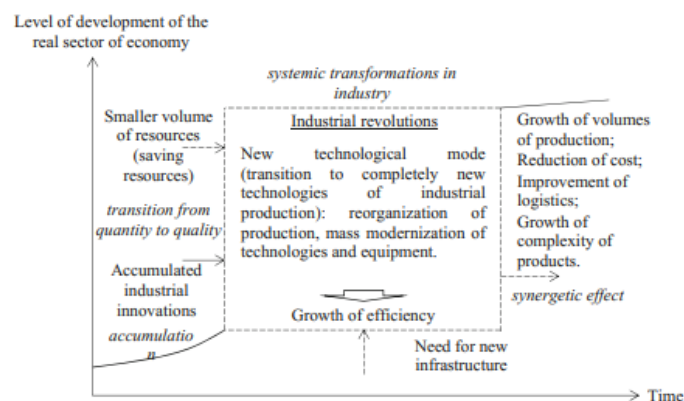 Level of development of the
real sector of economy
systemic transformations in
industry
Smaller volume
of resources
(saving
resources)
transition from
quantity to quality
Accumulated
industrial
innovations
accumulatio
n
Industrial revolutions
New technological mode
(transition to completely new
technologies of industrial
production): reorganization of
production, mass modernization of
technologies and equipment.
Growth of efficiency
Need for new
infrastructure
Growth of volumes
of production;
Reduction of cost;
Improvement of
logistics;
Growth of
complexity of
products.
synergetic effect
Time